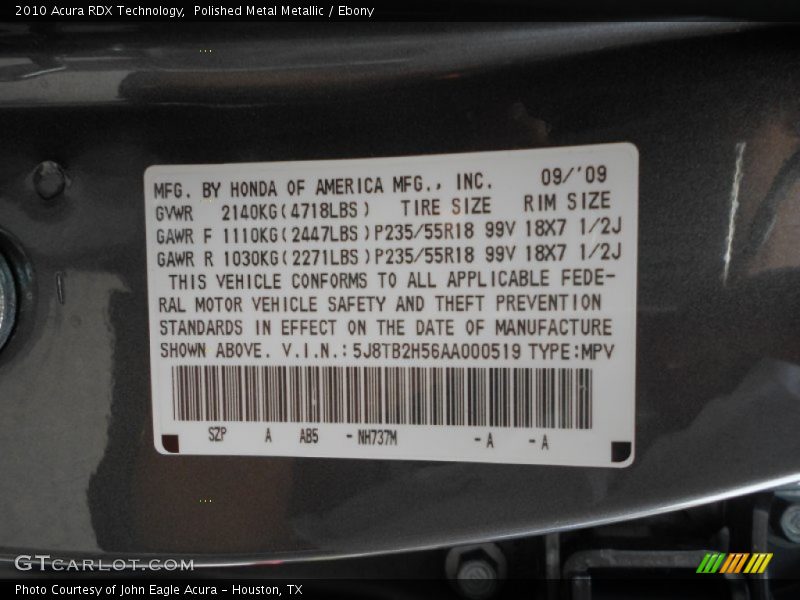 2010 Acura RDX Technology,  Polished Metal Metallic / Ebony
MFG. BY HONDA OF AMERICA MFG., INC. 09/'09
GVWR 2140KG(4718LBS) TIRE SIZE RIM SIZE
GAWR F 1110KG(2447LBS)P235/55R18 99V 18X7 1/2J
GAWR R 1030KG(2271LBS)P235/55R18 99V 18X7 1/2J
THIS VEHICLE CONFORMS TO ALL APPLICABLE FEDE-
RAL MOTOR VEHICLE SAFETY AND THEFT PREVENTION
STANDARDS IN EFFECT ON THE DATE OF MANUFACTURE
SHOWN ABOVE. V.I.N.:5J8TB2H56AA000519 TYPE:MPV
SZP A AB5 -NH737M -A -A
GTCARLOT.COM
Photo Courtesy of John Eagle Acura - Houston, TX